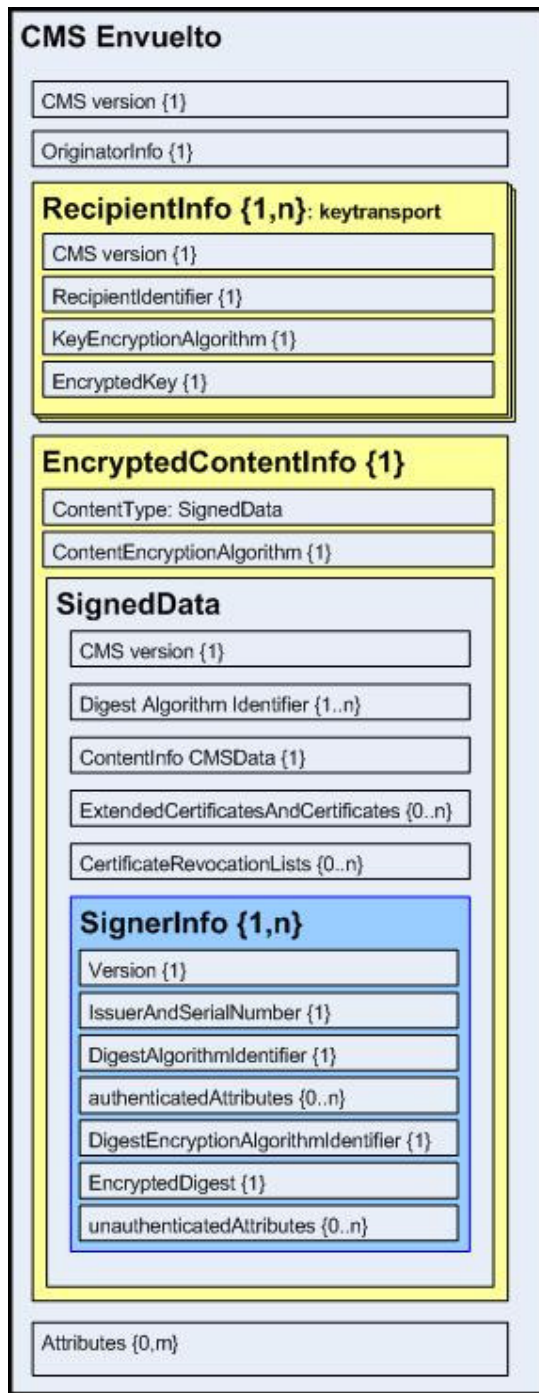 CMS Envuelto
CMS version {1}
OriginatorInfo {1}
RecipientInfo {1,n}: keytransport
CMS version {1}
RecipientIdentifier {1}
KeyEncryptionAlgorithm {1}
EncryptedKey {1}
EncryptedContentInfo {1}
ContentType: SignedData
ContentEncryptionAlgorithm {1}
SignedData
CMS version {1}
Digest Algorithm Identifier {1..n}
ContentInfo CMSData {1}
ExtendedCertificatesAndCertificates {0..n}
CertificateRevocationLists {0..n}
SignerInfo {1,n}
Version {1}
IssuerAndSerialNumber {1}
DigestAlgorithmIdentifier {1}
authenticatedAttributes {0..n}
DigestEncryptionAlgorithmIdentifier {1}
EncryptedDigest {1}
unauthenticatedAttributes {0..n}
Attributes {0,m}